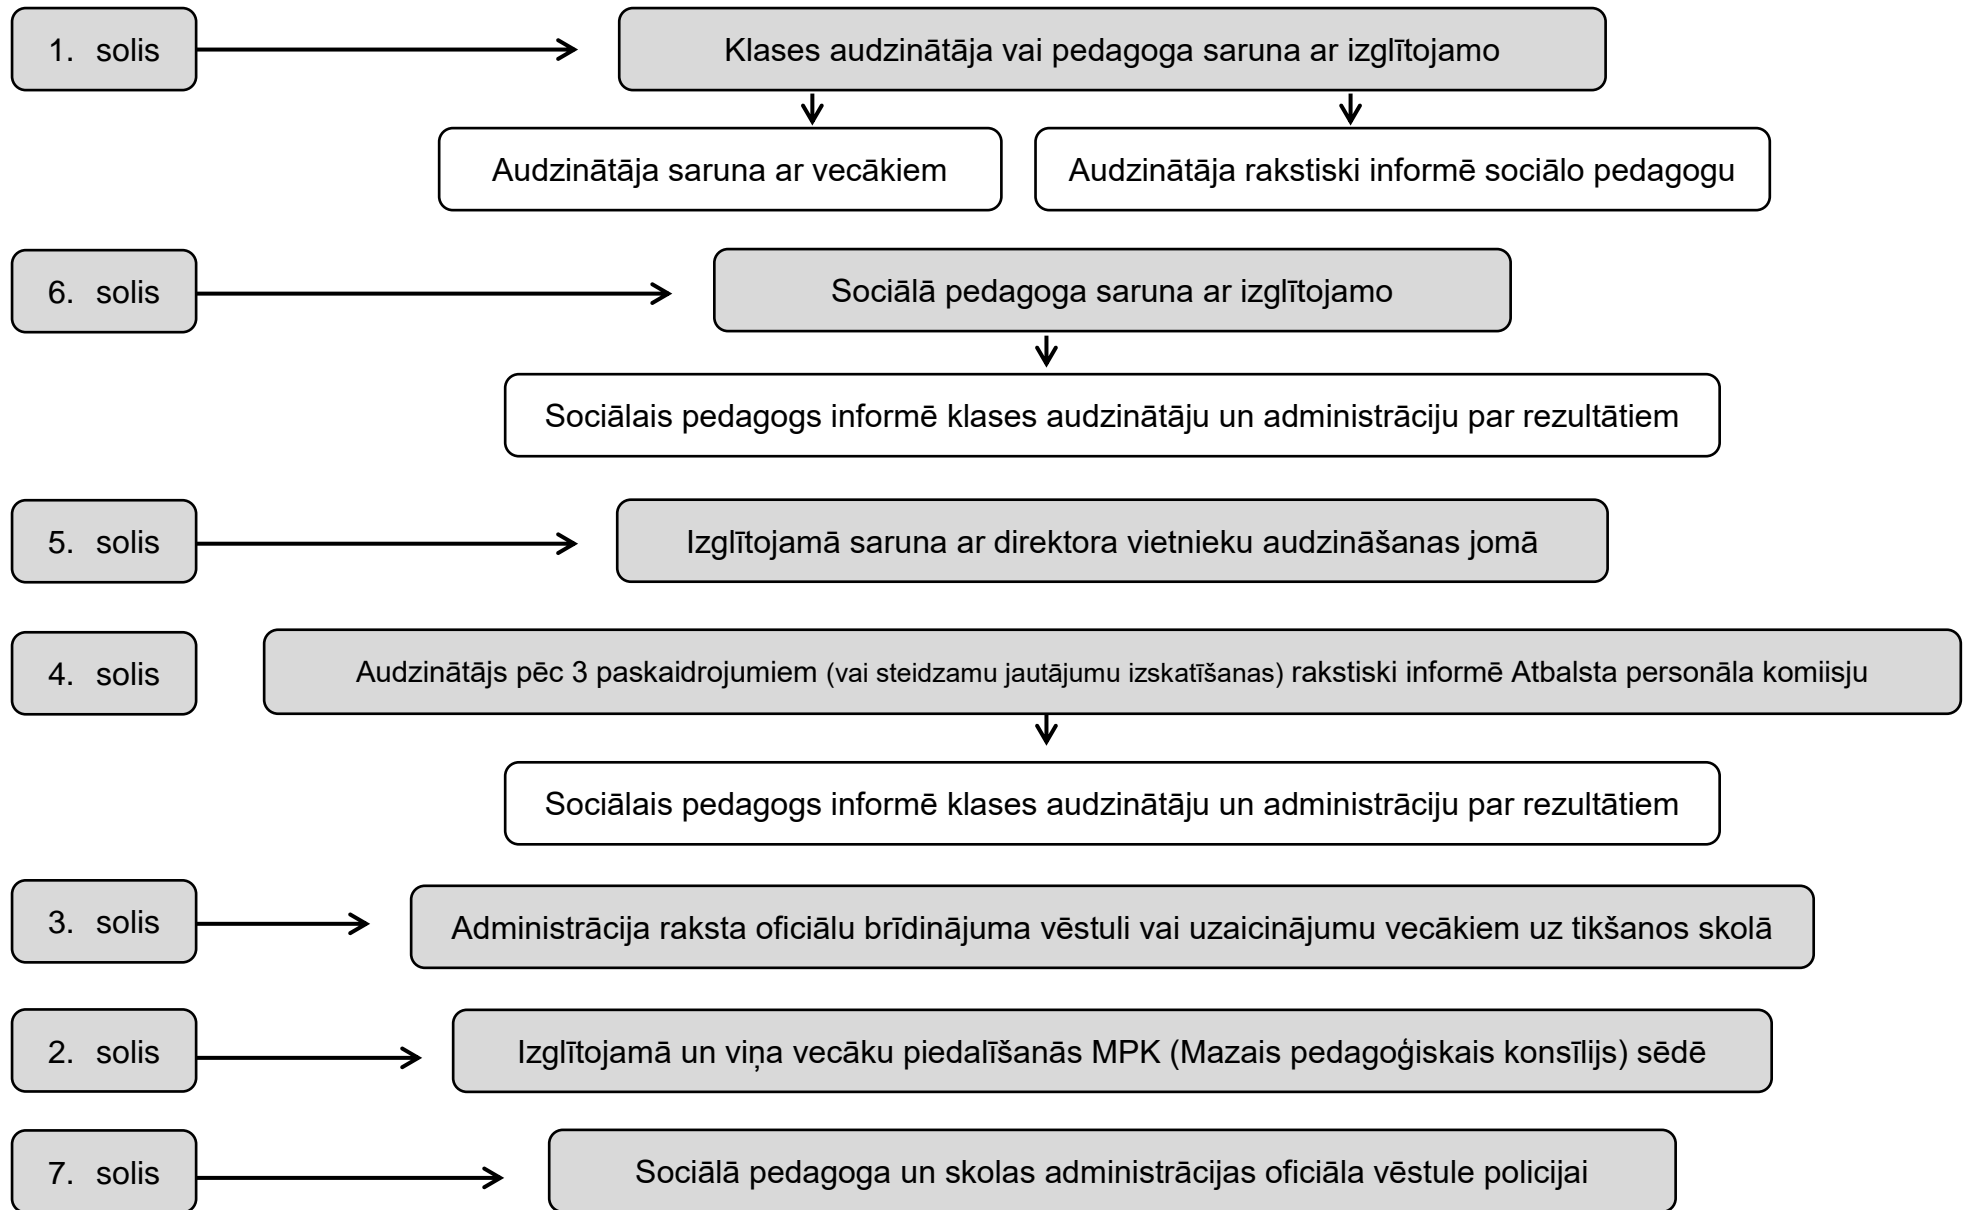 1. solis
Klases audzinātāja vai pedagoga saruna ar izglītojamo
Audzinātāja saruna ar vecākiem
Audzinātāja rakstiski informē sociālo pedagogu
6. solis
Sociālā pedagoga saruna ar izglītojamo
Sociālais pedagogs informē klases audzinātāju un administrāciju par rezultātiem
5. solis
Izglītojamā saruna ar direktora vietnieku audzināšanas jomā
4. solis
Audzinātājs pēc 3 paskaidrojumiem (vai steidzamu jautājumu izskatīšanas) rakstiski informē Atbalsta personāla komiisju
Sociālais pedagogs informē klases audzinātāju un administrāciju par rezultātiem
3. solis
Administrācija raksta oficiālu brīdinājuma vēstuli vai uzaicinājumu vecākiem uz tikšanos skolā
2. solis
Izglītojamā un viņa vecāku piedalīšanās MPK (Mazais pedagoģiskais konsīlijs) sēdē
7. solis
Sociālā pedagoga un skolas administrācijas oficiāla vēstule policijai